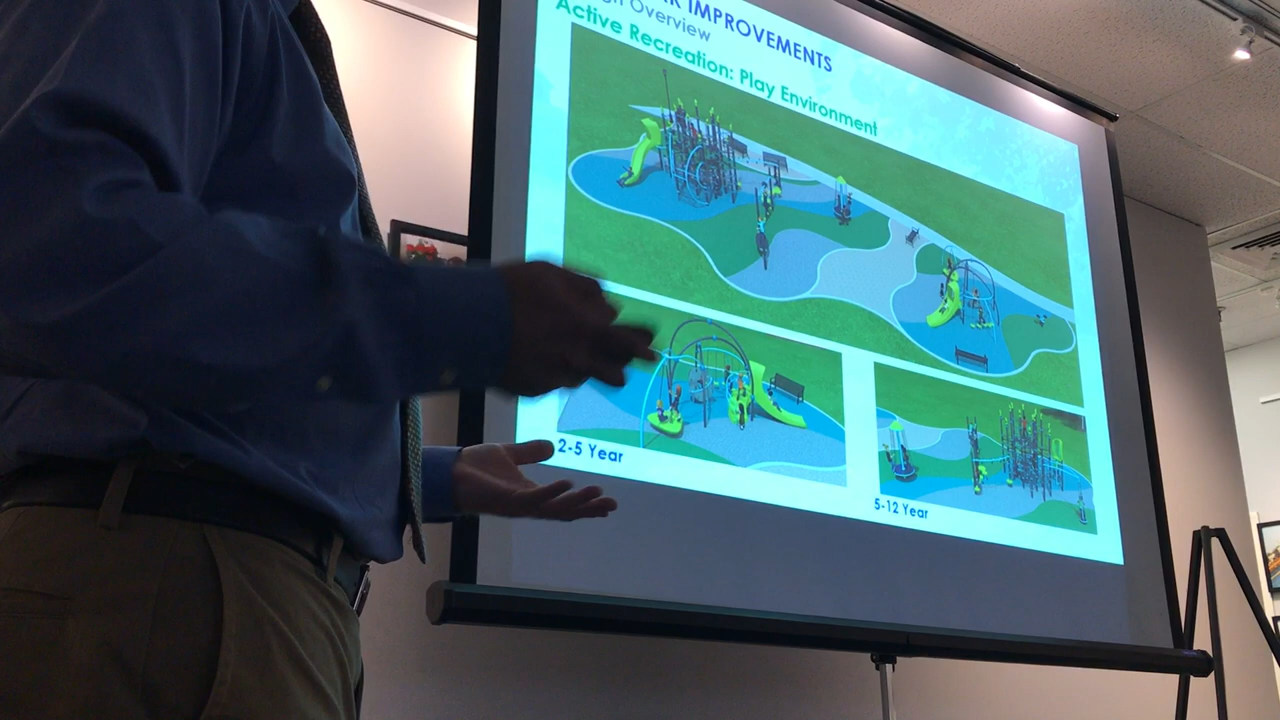 IMPROVEMENTS
Overview
Active Recreation: Play Environment
2-5 Year
5-12 Year